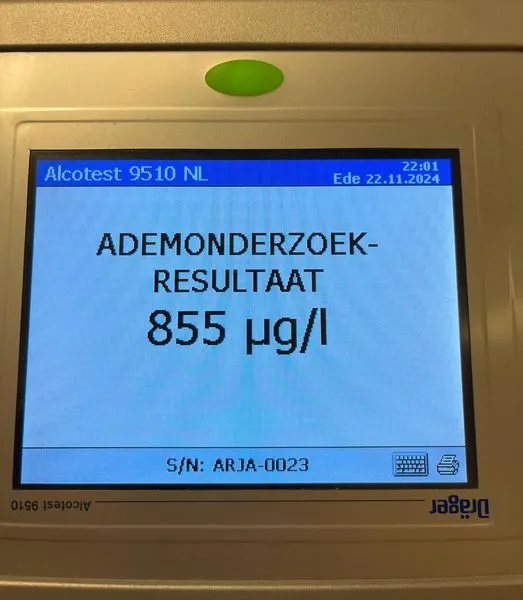 Alcotest 9510 NL
22:01
Ede 22.11.2024
ADEMONDERZOEK-
RESULTAAT
855 µg/l
S/N: ARJA-0023
Dräger
Alcotest 9510